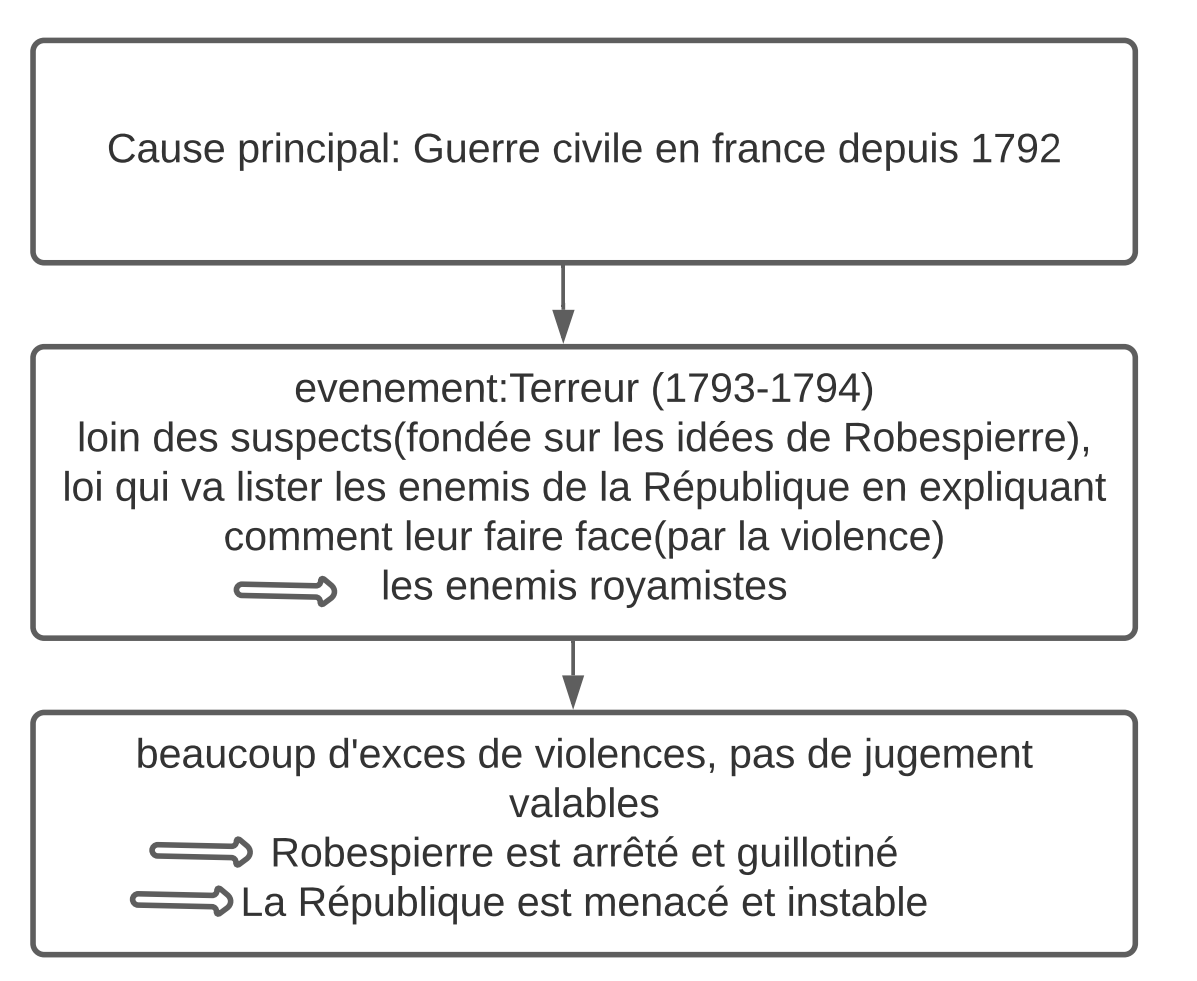 Cause principal: Guerre civile en france depuis 1792
evenement:Terreur (1793-1794)
loin des suspects(fondée sur les idées de Robespierre),
loi qui va lister les enemis de la République en expliquant
comment leur faire face(par la violence)
les enemis royamistes
beaucoup d'exces de violences, pas de jugement
valables
Robespierre est arrêté et guillotiné
La République est menacé et instable